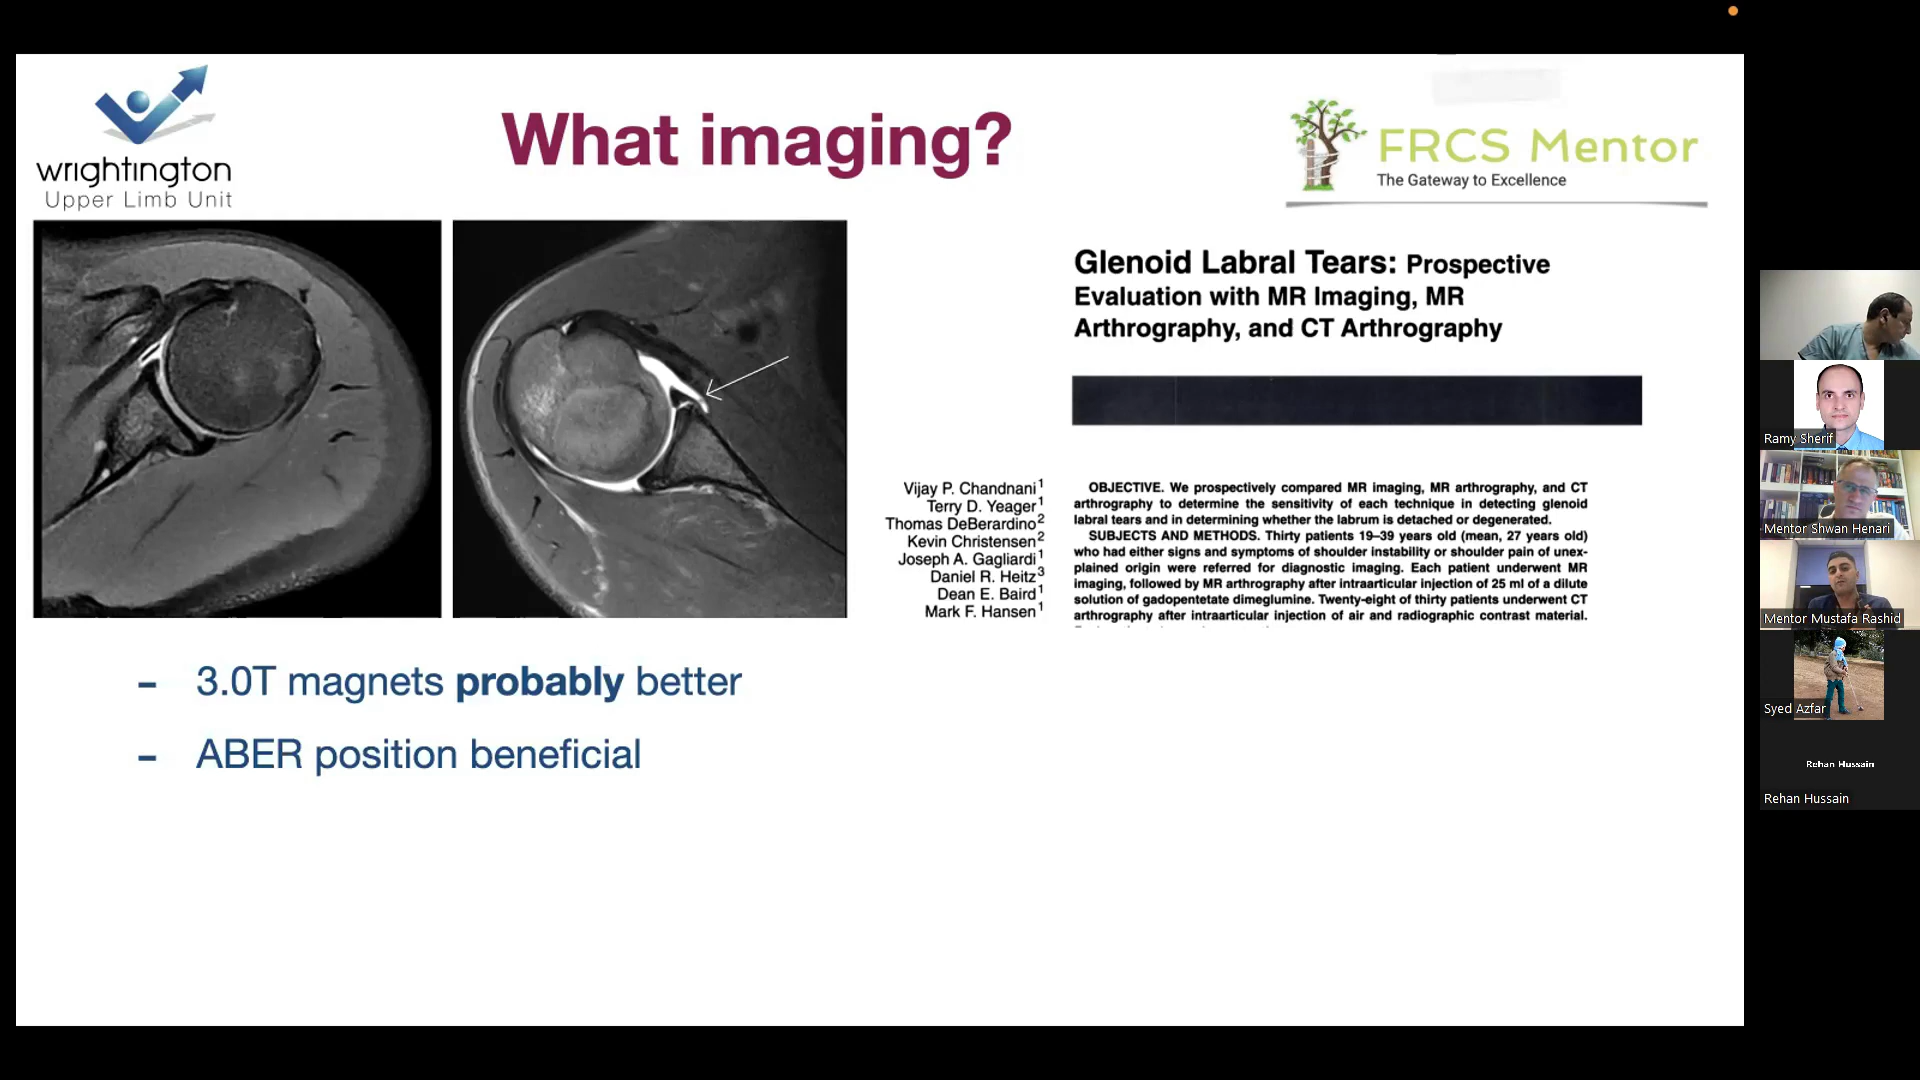 wrightington
Upper Limb Unit
What imaging?
FRCS Mentor
The Gateway to Excellence
Glenoid Labral Tears: Prospective
Evaluation with MR Imaging, MR
Arthrography, and CT Arthrography
Vijay P. Chandnani1
Terry D. Yeager1
Thomas DeBerardino2
Kevin Christensen2
Joseph A. Gagliardi1
Daniel R. Heitz3
Dean E. Baird1
Mark F. Hansen1
OBJECTIVE. We prospectively compared MR imaging, MR arthrography, and CT
arthrography to determine the sensitivity of each technique in detecting glenoid
labral tears and in determining whether the labrum is detached or degenerated.
SUBJECTS AND METHODS. Thirty patients 19–39 years old (mean, 27 years old)
who had either signs and symptoms of shoulder instability or shoulder pain of unex-
plained origin were referred for diagnostic imaging. Each patient underwent MR
imaging, followed by MR arthrography after intraarticular injection of 25 ml of a dilute
solution of gadopentetate dimeglumine. Twenty-eight of thirty patients underwent CT
arthrography after intraarticular injection of air and radiographic contrast material.
- 3.0T magnets probably better
- ABER position beneficial
Ramy Sherif
Mentor Shwan Henari
Mentor Mustafa Rashid
Syed Azfar
Rehan Hussain
Rehan Hussain